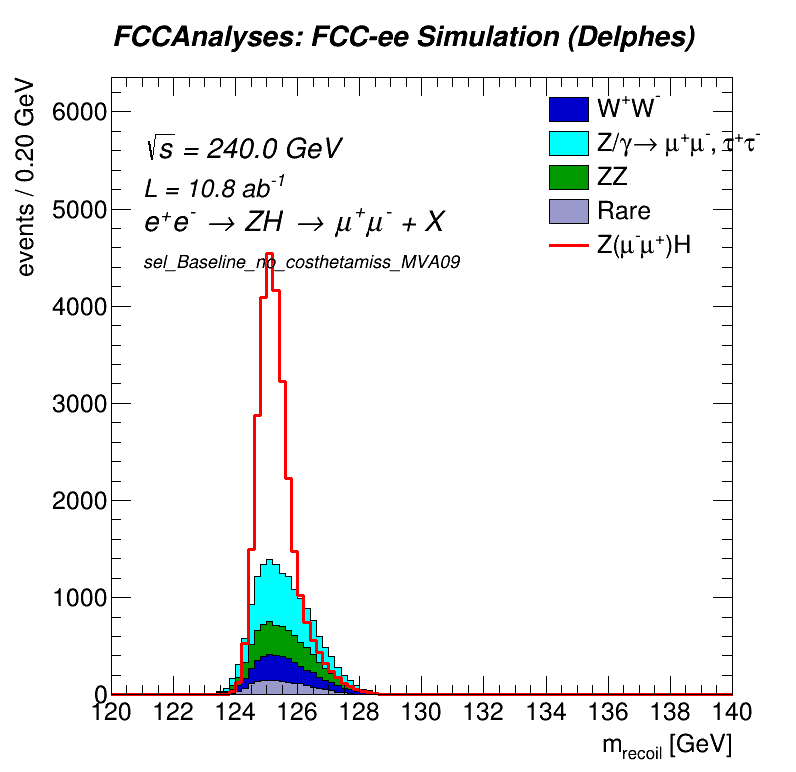 FCCAnalyses: FCC-ee Simulation (Delphes)
events / 0.20 GeV
6000
5000
4000
3000
2000
1000
0
√s = 240.0 GeV
L = 10.8 ab⁻¹
e⁺e⁻ → ZH → μ⁺μ⁻ + X
sel_Baseline_no_costhetamiss_MVA09
W⁺W⁻
Z/γ→ μ⁺μ⁻, τ⁺τ⁻
ZZ
Rare
Z(μ⁻μ⁺)H
120 122 124 126 128 130 132 134 136 138 140
m_recoil [GeV]